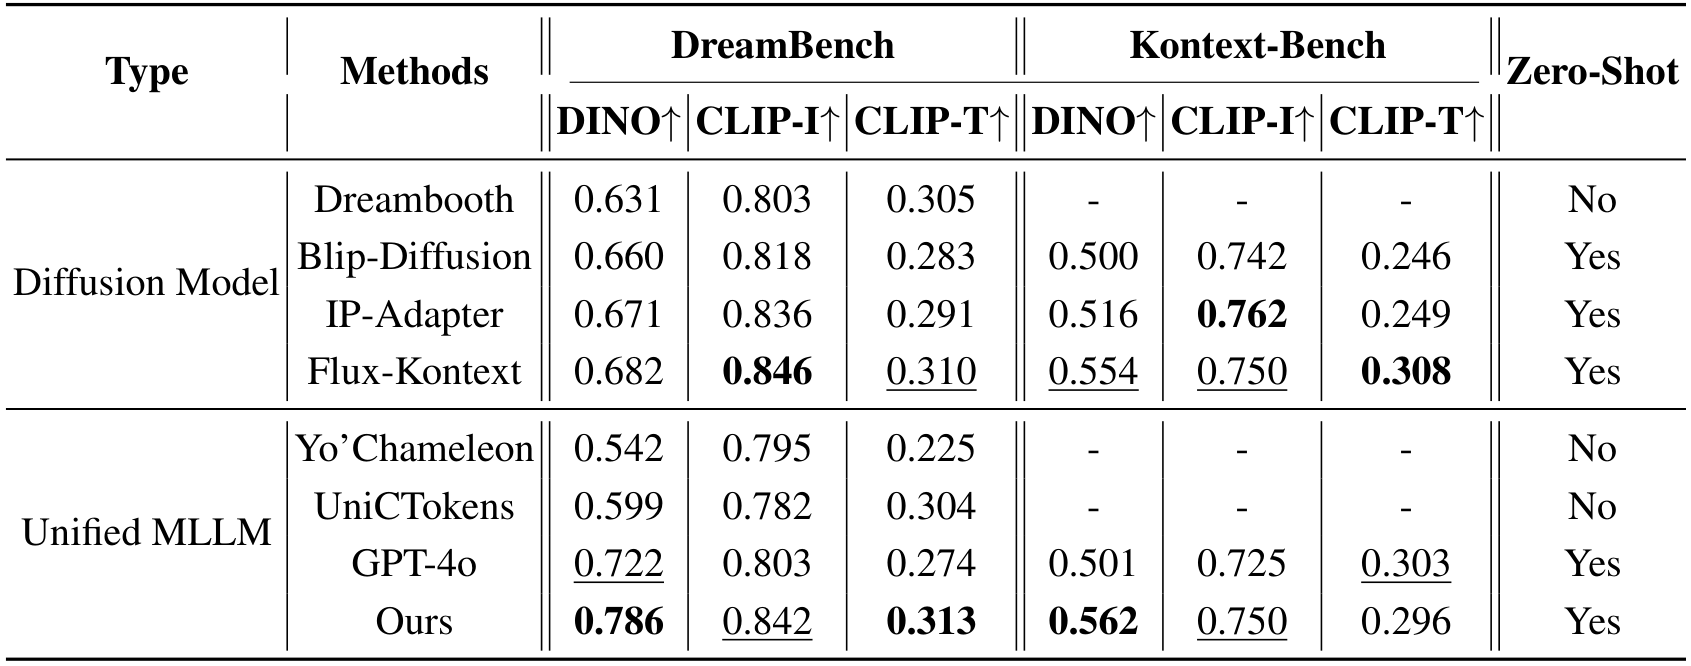 Type Methods DreamBench Kontext-Bench Zero-Shot
DINO↑ CLIP-I↑ CLIP-T↑ DINO↑ CLIP-I↑ CLIP-T↑
Diffusion Model
Dreambooth 0.631 0.803 0.305 - - - No
Blip-Diffusion 0.660 0.818 0.283 0.500 0.742 0.246 Yes
IP-Adapter 0.671 0.836 0.291 0.516 0.762 0.249 Yes
Flux-Kontext 0.682 0.846 0.310 0.554 0.750 0.308 Yes
Unified MLLM
Yo'Chameleon 0.542 0.795 0.225 - - - No
UniCTokens 0.599 0.782 0.304 - - - No
GPT-4o 0.722 0.803 0.274 0.501 0.725 0.303 Yes
Ours 0.786 0.842 0.313 0.562 0.750 0.296 Yes